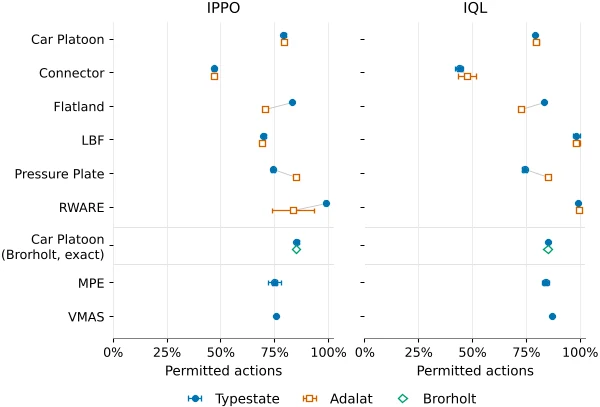 IPPO
IQL
Car Platoon
Connector
Flatland
LBF
Pressure Plate
RWARE
Car Platoon
(Brorholt, exact)
MPE
VMAS
0% 25% 50% 75% 100%
0% 25% 50% 75% 100%
Permitted actions
Permitted actions
Typestate Adalat Brorholt